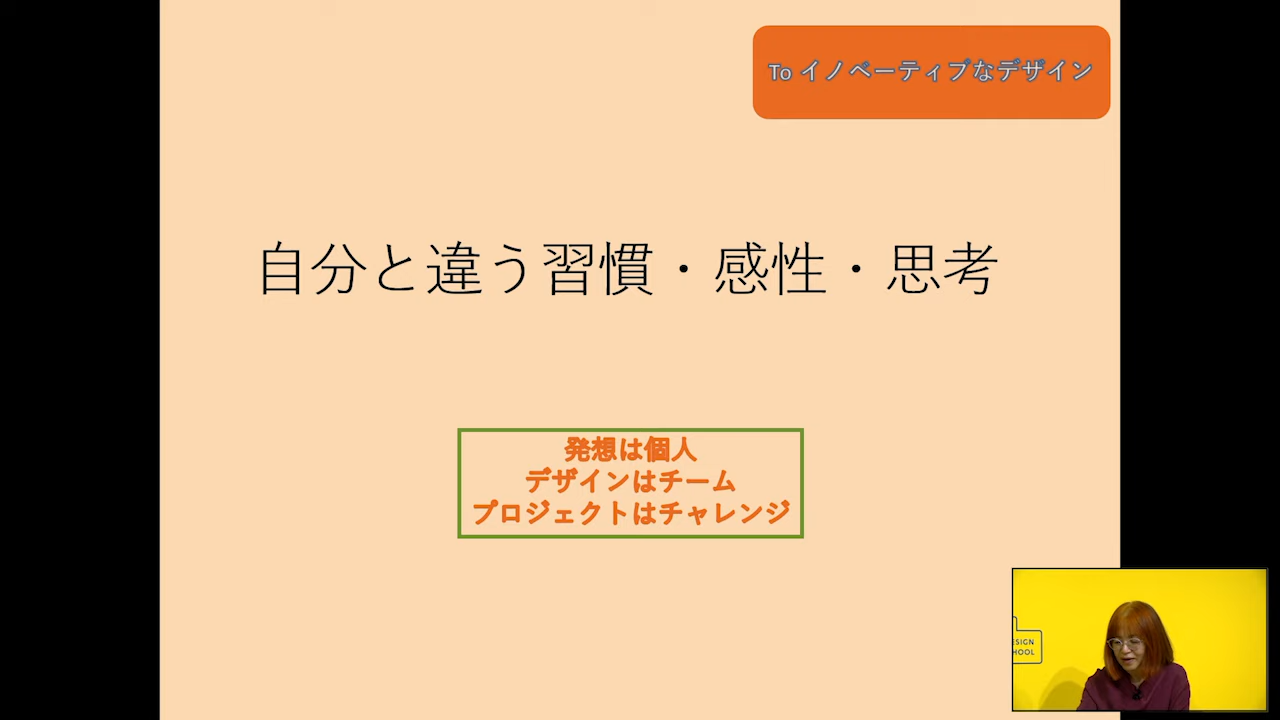 To イノベーティブなデザイン
自分と違う習慣・感性・思考
発想は個人
デザインはチーム
プロジェクトはチャレンジ